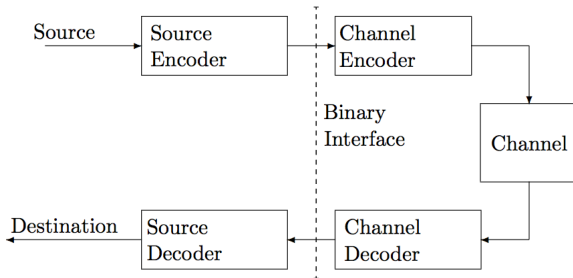 Source
Source
Encoder
Channel
Encoder
Binary
Interface
Channel
Destination
Source
Decoder
Channel
Decoder